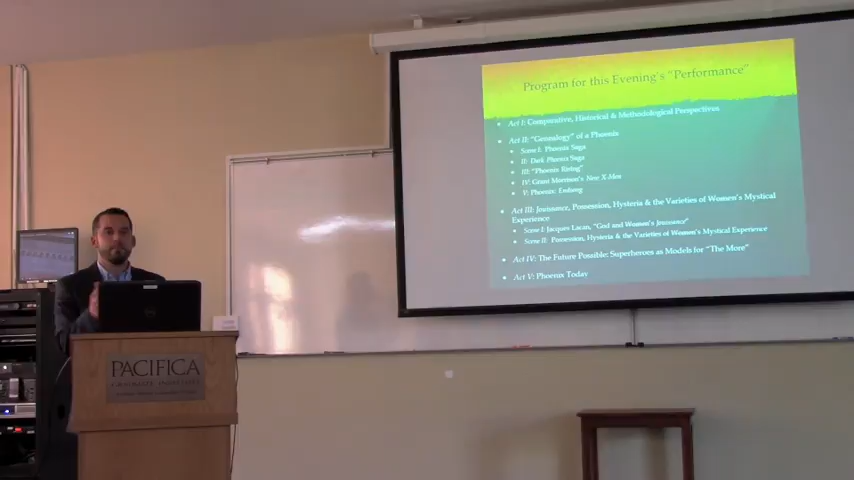 Program for this Evening's "Performance"
Act I: Comparative, Historical & Methodological Perspectives
Act II: "Genealogy" of a Phoenix
Scene I: Phoenix Saga
II: Dark Phoenix Saga
III: "Phoenix Rising"
IV: Grant Morrison's New X-Men
V: Phoenix: Endsong
Act III: Jouissance, Possession, Hysteria & the Varieties of Women's Mystical
Experience
Scene I: Jacques Lacan, "God and Women's Jouissance"
Scene II: Possession, Hysteria & the Varieties of Women's Mystical Experience
Act IV: The Future Possible: Superheroes as Models for "The More"
Act V: Phoenix Today
PACIFICA
GRADUATE INSTITUTE